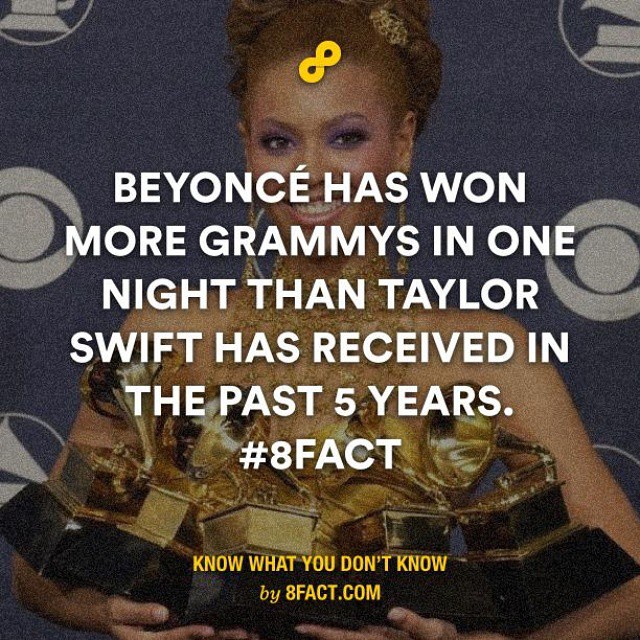 BEYONCÉ HAS WON
MORE GRAMMYS IN ONE
NIGHT THAN TAYLOR
SWIFT HAS RECEIVED IN
THE PAST 5 YEARS.
#8FACT
KNOW WHAT YOU DON'T KNOW
by 8FACT.COM